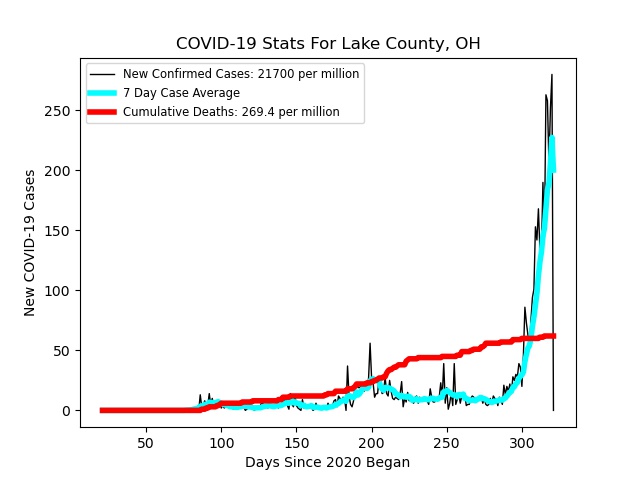 COVID-19 Stats For Lake County, OH
New Confirmed Cases: 21700 per million
7 Day Case Average
Cumulative Deaths: 269.4 per million
New COVID-19 Cases
250
200
150
100
50
0
50
100
150
200
250
300
Days Since 2020 Began